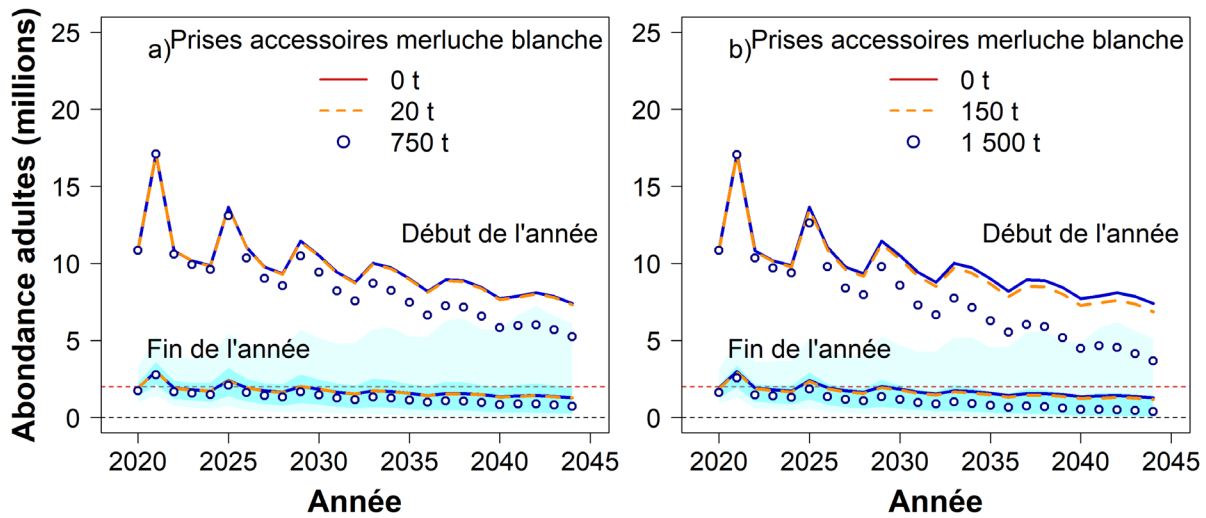 Abondance adultes (millions)
25
20
15
10
5
0
a) Prises accessoires merluche blanche
0 t
20 t
750 t
Début de l'année
Fin de l'année
2020 2025 2030 2035 2040 2045
Année
25
20
15
10
5
0
b) Prises accessoires merluche blanche
0 t
150 t
1 500 t
Début de l'année
Fin de l'année
2020 2025 2030 2035 2040 2045
Année